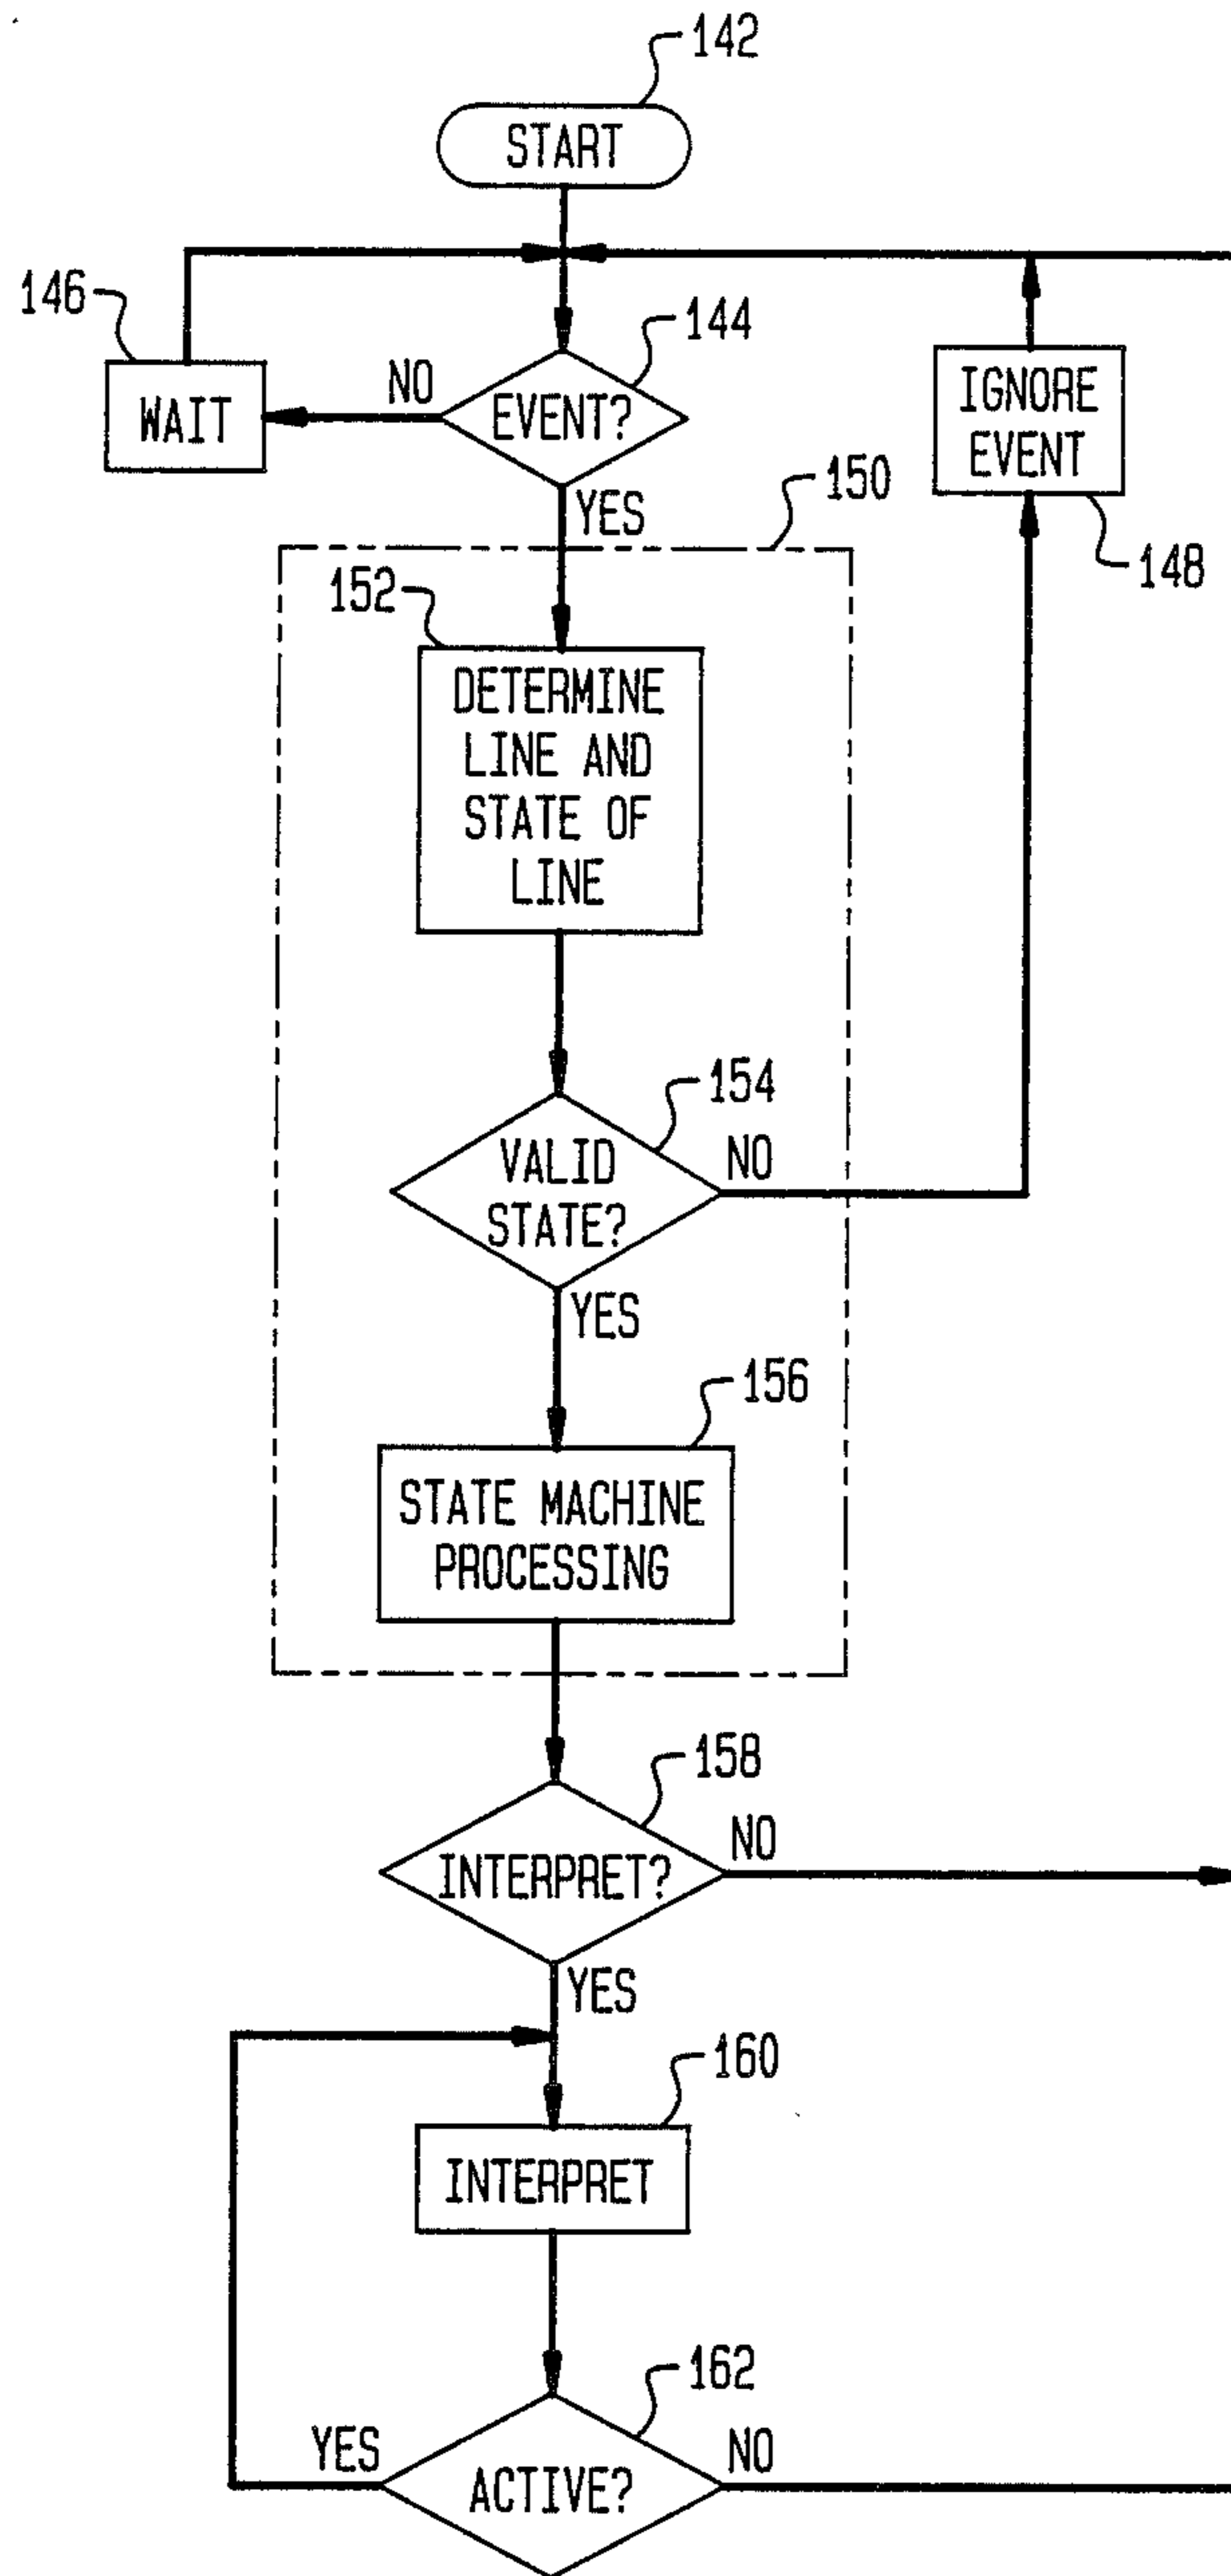 142
START
146
144
NO
WAIT
EVENT?
IGNORE
EVENT
YES
150
148
152
DETERMINE
LINE AND
STATE OF
LINE
154
VALID
STATE?
NO
YES
156
STATE MACHINE
PROCESSING
158
INTERPRET?
NO
YES
160
INTERPRET
162
YES
ACTIVE?
NO